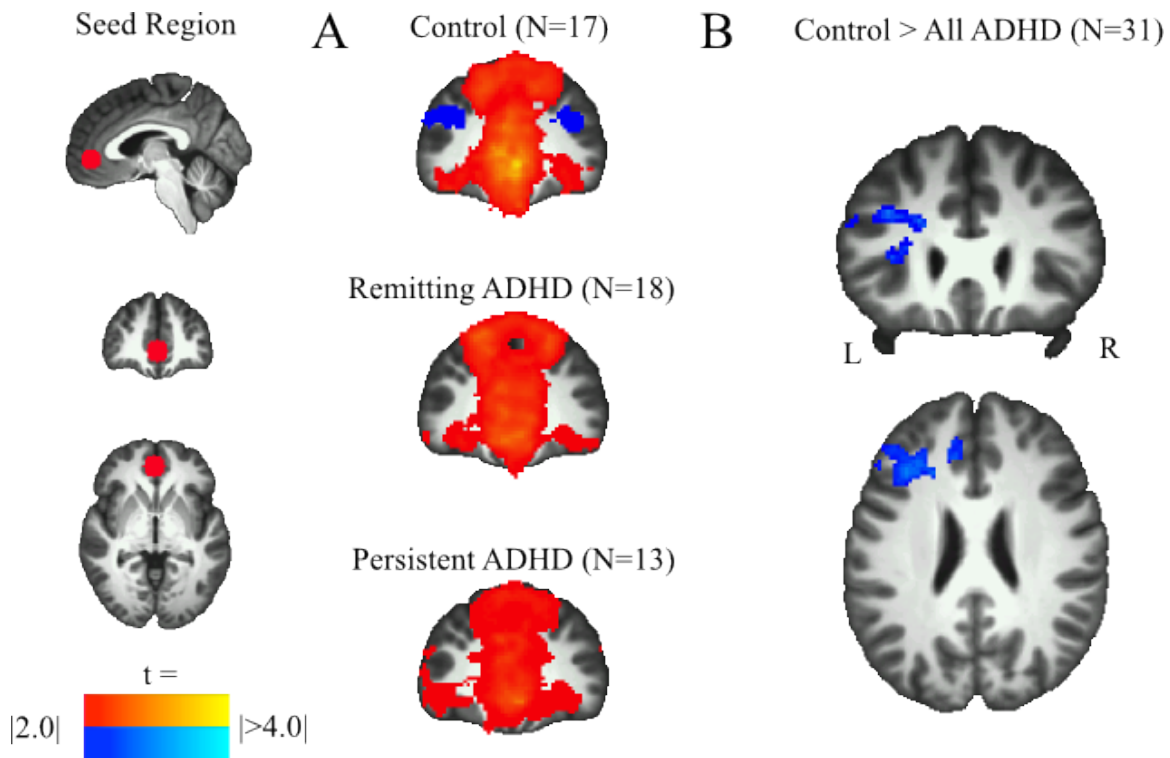 Seed Region
A
Control (N=17)
B
Control > All ADHD (N=31)
Remitting ADHD (N=18)
L
R
Persistent ADHD (N=13)
t =
|2.0|
|>4.0|